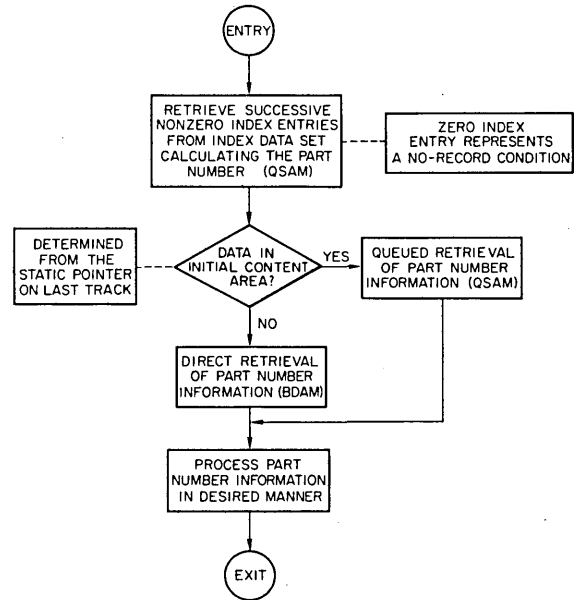 ENTRY
RETRIEVE SUCCESSIVE
NONZERO INDEX ENTRIES
FROM INDEX DATA SET
CALCULATING THE PART
NUMBER (QSAM)
ZERO INDEX
ENTRY REPRESENTS
A NO-RECORD CONDITION
DETERMINED
FROM THE
STATIC POINTER
ON LAST TRACK
DATA IN
INITIAL CONTENT
AREA?
YES
QUEUED RETRIEVAL
OF PART NUMBER
INFORMATION (QSAM)
NO
DIRECT RETRIEVAL
OF PART NUMBER
INFORMATION (BDAM)
PROCESS PART
NUMBER INFORMATION
IN DESIRED MANNER
EXIT